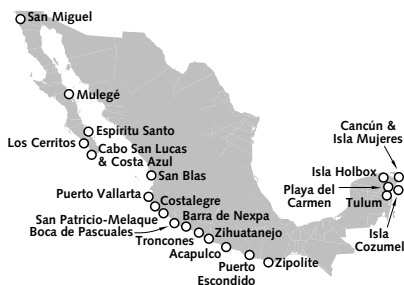 San Miguel
Mulegé
Espíritu Santo
Los Cerritos
Cabo San Lucas
& Costa Azul
San Blas
Puerto Vallarta
Costalegre
San Patricio-Melaque
Barra de Nexpa
Boca de Pascuales
Troncones
Zihuatanejo
Acapulco
Puerto
Escondido
Zipolite
Cancún &
Isla Mujeres
Isla Holbox
Playa del
Carmen
Tulum
Isla
Cozumel